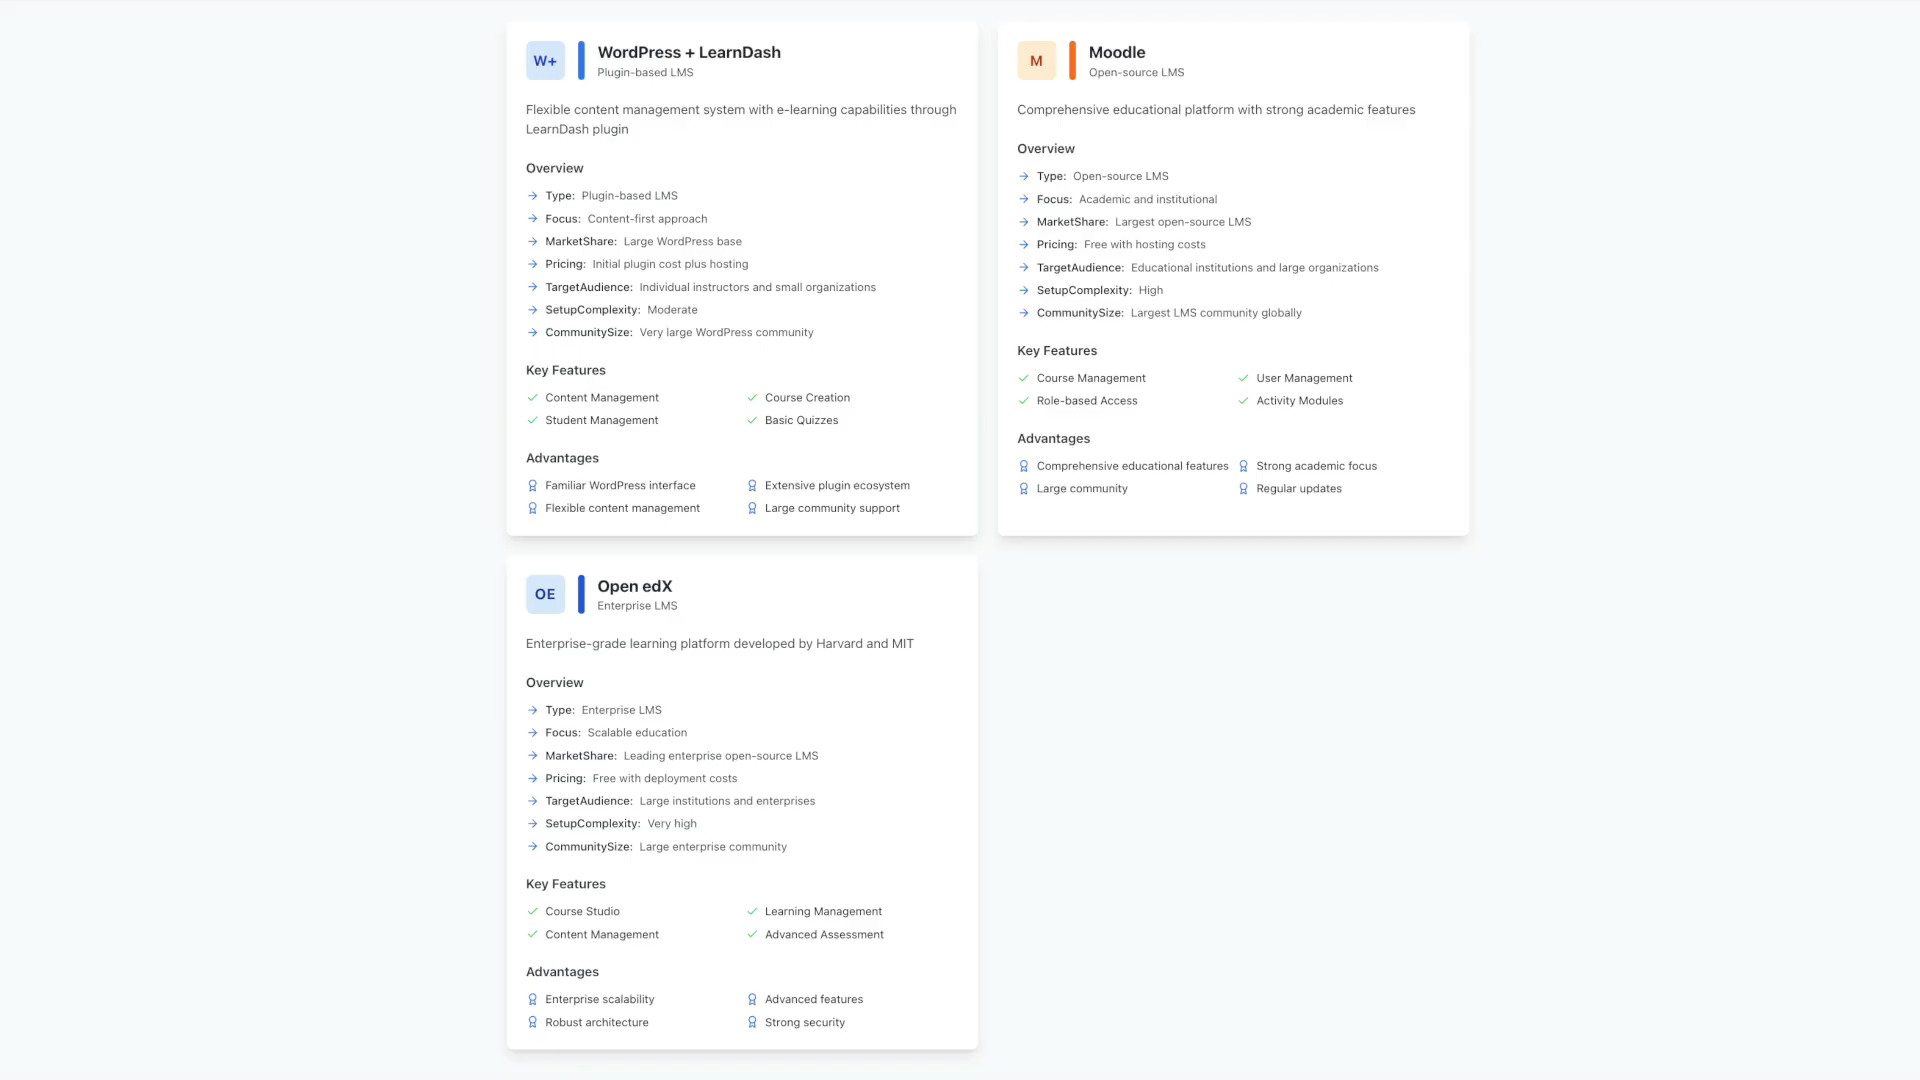 W+
WordPress + LearnDash
Plugin-based LMS
Flexible content management system with e-learning capabilities through
LearnDash plugin
Overview
Type: Plugin-based LMS
Focus: Content-first approach
MarketShare: Large WordPress base
Pricing: Initial plugin cost plus hosting
TargetAudience: Individual instructors and small organizations
SetupComplexity: Moderate
CommunitySize: Very large WordPress community
Key Features
Content Management
Course Creation
Student Management
Basic Quizzes
Advantages
Familiar WordPress interface
Extensive plugin ecosystem
Flexible content management
Large community support
M
Moodle
Open-source LMS
Comprehensive educational platform with strong academic features
Overview
Type: Open-source LMS
Focus: Academic and institutional
MarketShare: Largest open-source LMS
Pricing: Free with hosting costs
TargetAudience: Educational institutions and large organizations
SetupComplexity: High
CommunitySize: Largest LMS community globally
Key Features
Course Management
User Management
Role-based Access
Activity Modules
Advantages
Comprehensive educational features
Strong academic focus
Large community
Regular updates
OE
Open edX
Enterprise LMS
Enterprise-grade learning platform developed by Harvard and MIT
Overview
Type: Enterprise LMS
Focus: Scalable education
MarketShare: Leading enterprise open-source LMS
Pricing: Free with deployment costs
TargetAudience: Large institutions and enterprises
SetupComplexity: Very high
CommunitySize: Large enterprise community
Key Features
Course Studio
Learning Management
Content Management
Advanced Assessment
Advantages
Enterprise scalability
Advanced features
Robust architecture
Strong security